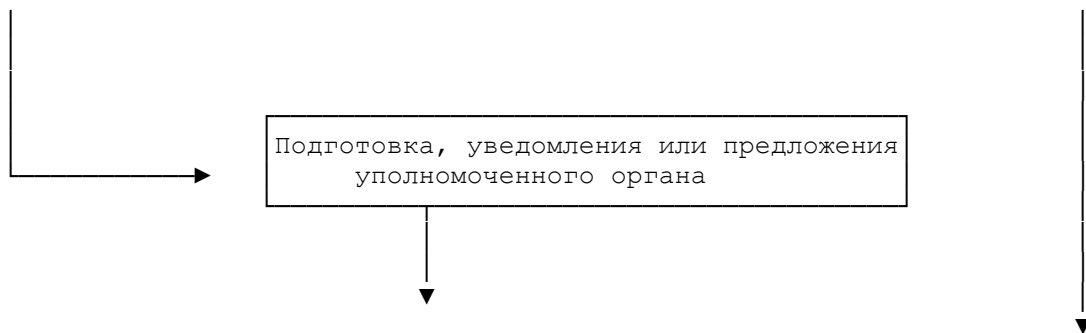 Подготовка, уведомления или предложения
уполномоченного органа